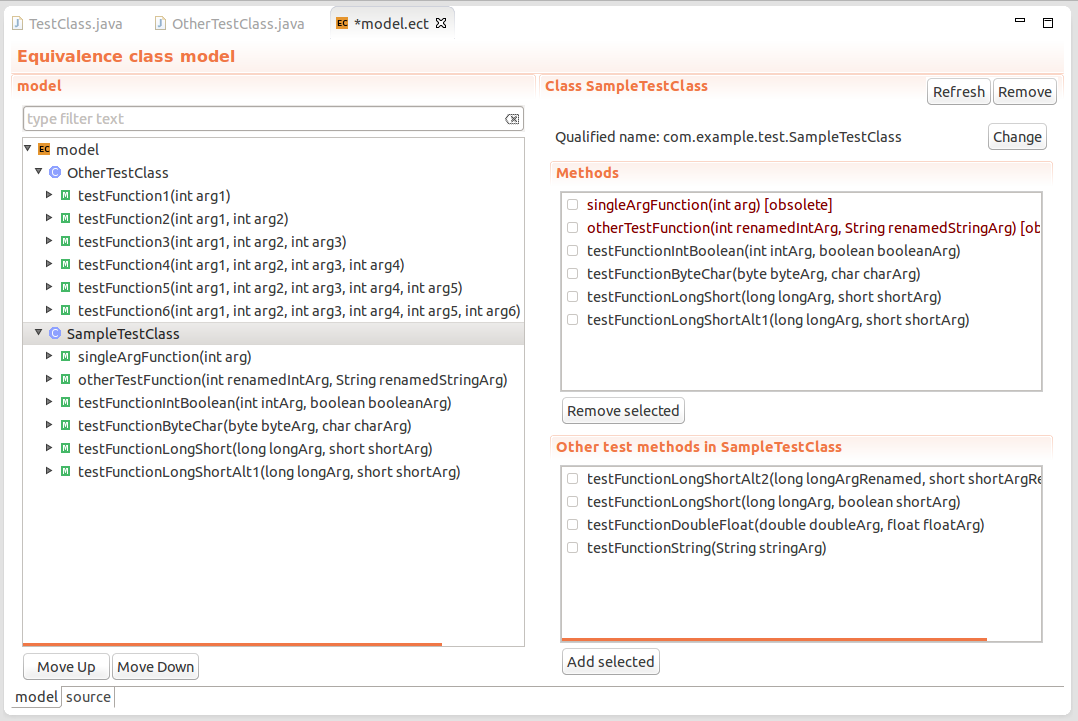 TestClass.java
OtherTestClass.java
EC *model.ect
Equivalence class model
model
type filter text
EC model
C OtherTestClass
M testFunction1(int arg1)
M testFunction2(int arg1, int arg2)
M testFunction3(int arg1, int arg2, int arg3)
M testFunction4(int arg1, int arg2, int arg3, int arg4)
M testFunction5(int arg1, int arg2, int arg3, int arg4, int arg5)
M testFunction6(int arg1, int arg2, int arg3, int arg4, int arg5, int arg6)
C SampleTestClass
M singleArgFunction(int arg)
M otherTestFunction(int renamedIntArg, String renamedStringArg)
M testFunctionIntBoolean(int intArg, boolean booleanArg)
M testFunctionByteChar(byte byteArg, char charArg)
M testFunctionLongShort(long longArg, short shortArg)
M testFunctionLongShortAlt1(long longArg, short shortArg)
Move Up Move Down
model source
Class SampleTestClass
Refresh Remove
Qualified name: com.example.test.SampleTestClass
Change
Methods
singleArgFunction(int arg) [obsolete]
otherTestFunction(int renamedIntArg, String renamedStringArg) [ob
testFunctionIntBoolean(int intArg, boolean booleanArg)
testFunctionByteChar(byte byteArg, char charArg)
testFunctionLongShort(long longArg, short shortArg)
testFunctionLongShortAlt1(long longArg, short shortArg)
Remove selected
Other test methods in SampleTestClass
testFunctionLongShortAlt2(long longArgRenamed, short shortArgRe
testFunctionLongShort(long longArg, boolean shortArg)
testFunctionDoubleFloat(double doubleArg, float floatArg)
testFunctionString(String stringArg)
Add selected